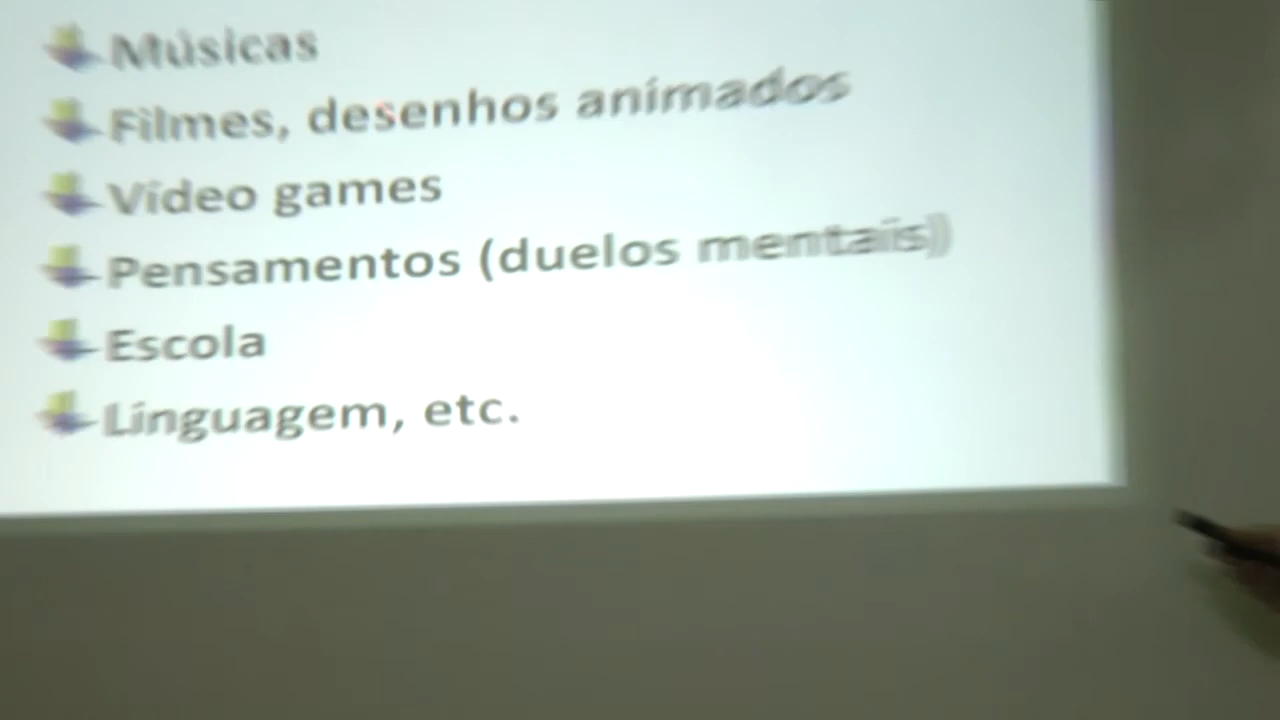 Músicas
Filmes, desenhos animados
Vídeo games
Pensamentos (duelos mentais)
Escola
Linguagem, etc.